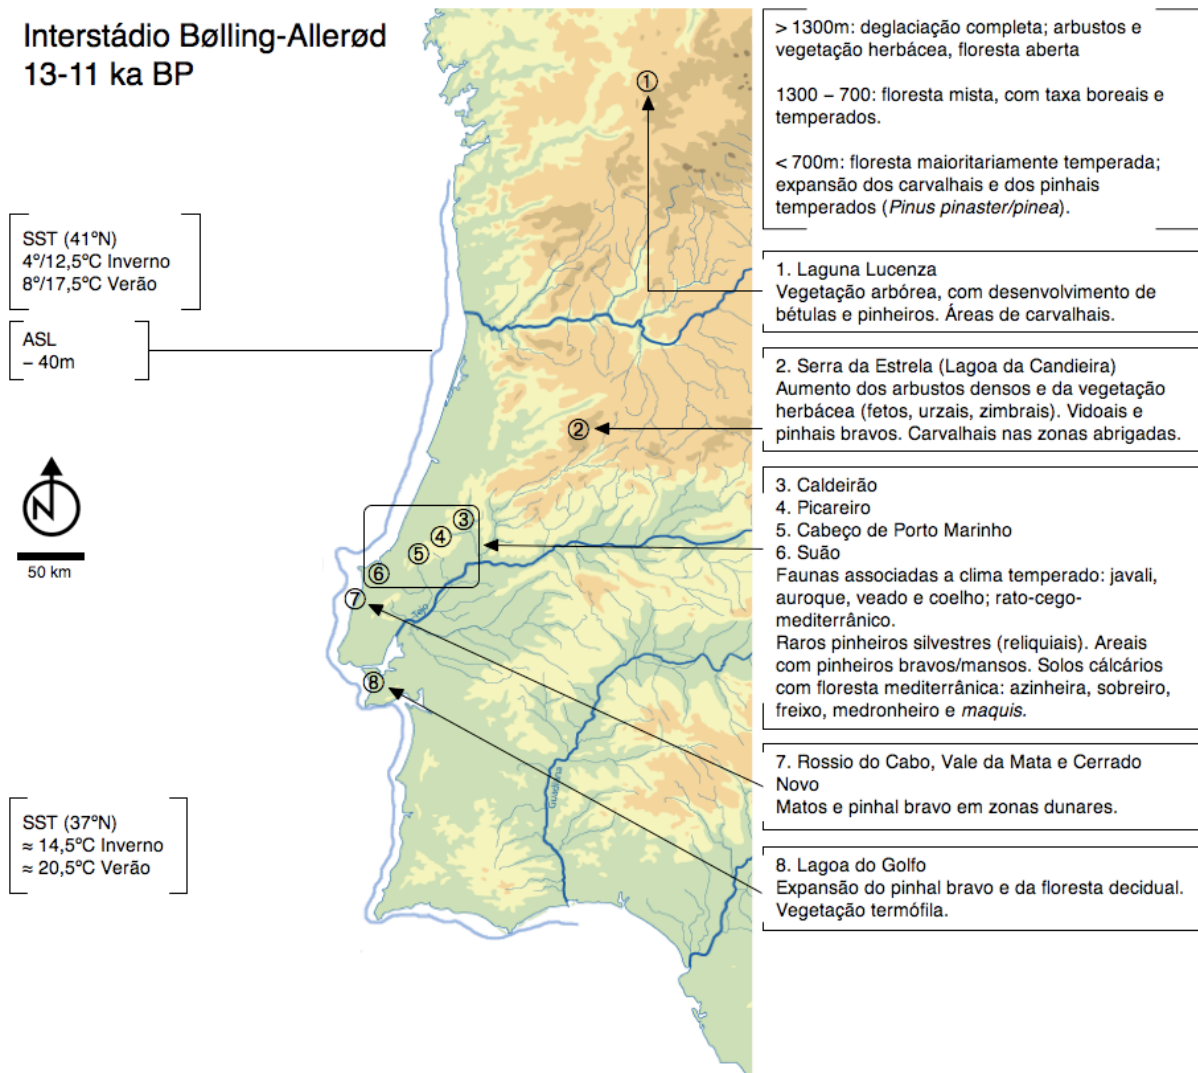 Interstádio Bølling-Allerød
13-11 ka BP
SST (41ºN)
4º/12,5ºC Inverno
8º/17,5ºC Verão
ASL
– 40m
N
50 km
SST (37ºN)
≈ 14,5ºC Inverno
≈ 20,5ºC Verão
1
2
3
4
5
6
7
8
Tejo
Guadiana
> 1300m: deglaciação completa; arbustos e
vegetação herbácea, floresta aberta
1300 – 700: floresta mista, com taxa boreais e
temperados.
< 700m: floresta maioritariamente temperada;
expansão dos carvalhais e dos pinhais
temperados (Pinus pinaster/pinea).
1. Laguna Lucenza
Vegetação arbórea, com desenvolvimento de
bétulas e pinheiros. Áreas de carvalhais.
2. Serra da Estrela (Lagoa da Candieira)
Aumento dos arbustos densos e da vegetação
herbácea (fetos, urzais, zimbrais). Vidoais e
pinhais bravos. Carvalhais nas zonas abrigadas.
3. Caldeirão
4. Picareiro
5. Cabeço de Porto Marinho
6. Suão
Faunas associadas a clima temperado: javali,
auroque, veado e coelho; rato-cego-
mediterrânico.
Raros pinheiros silvestres (reliquiais). Areais
com pinheiros bravos/mansos. Solos cálcários
com floresta mediterrânica: azinheira, sobreiro,
freixo, medronheiro e maquis.
7. Rossio do Cabo, Vale da Mata e Cerrado
Novo
Matos e pinhal bravo em zonas dunares.
8. Lagoa do Golfo
Expansão do pinhal bravo e da floresta decidual.
Vegetação termófila.